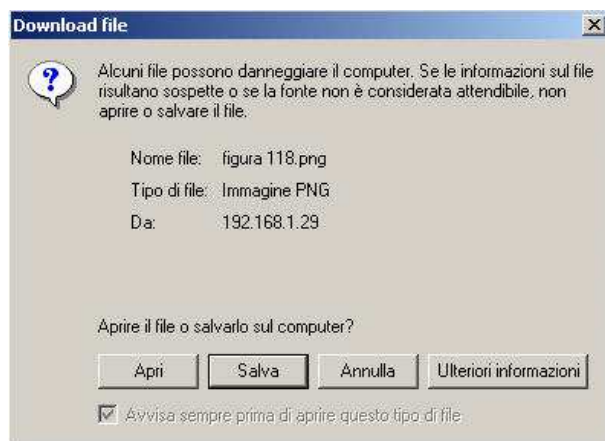 Download file
Alcuni file possono danneggiare il computer. Se le informazioni sul file
risultano sospette o se la fonte non è considerata attendibile, non
aprire o salvare il file.
Nome file: figura 118.png
Tipo di file: Immagine PNG
Da: 192.168.1.29
Aprire il file o salvarlo sul computer?
Apri Salva Annulla Ulteriori informazioni
Avvisa sempre prima di aprire questo tipo di file